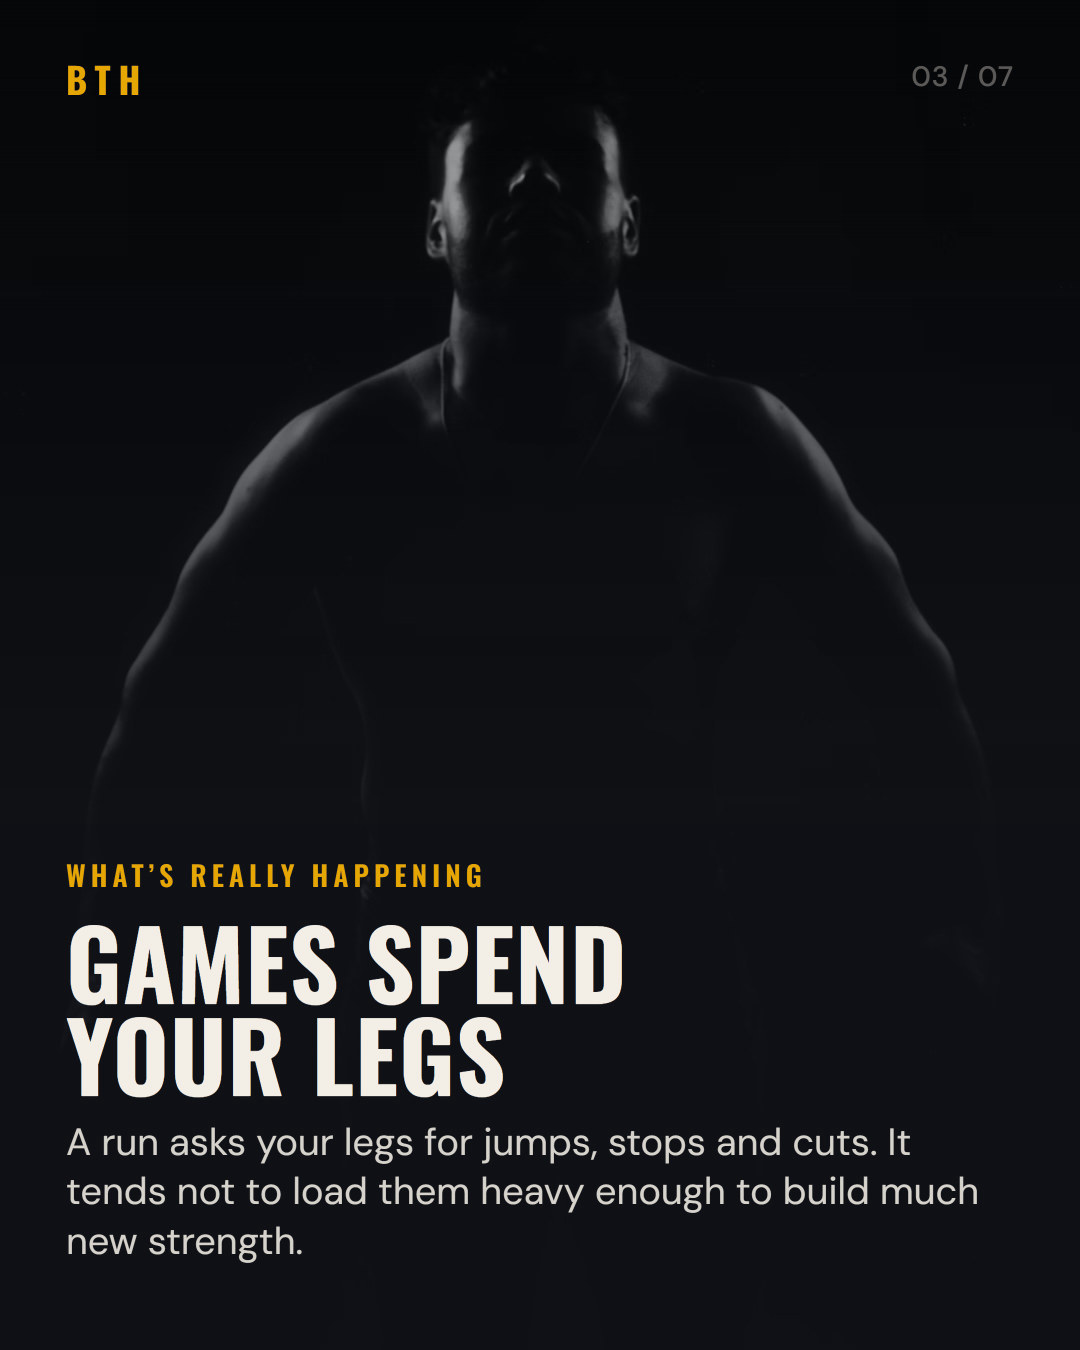 BTH
03 / 07
WHAT’S REALLY HAPPENING
GAMES SPEND
YOUR LEGS
A run asks your legs for jumps, stops and cuts. It
tends not to load them heavy enough to build much
new strength.